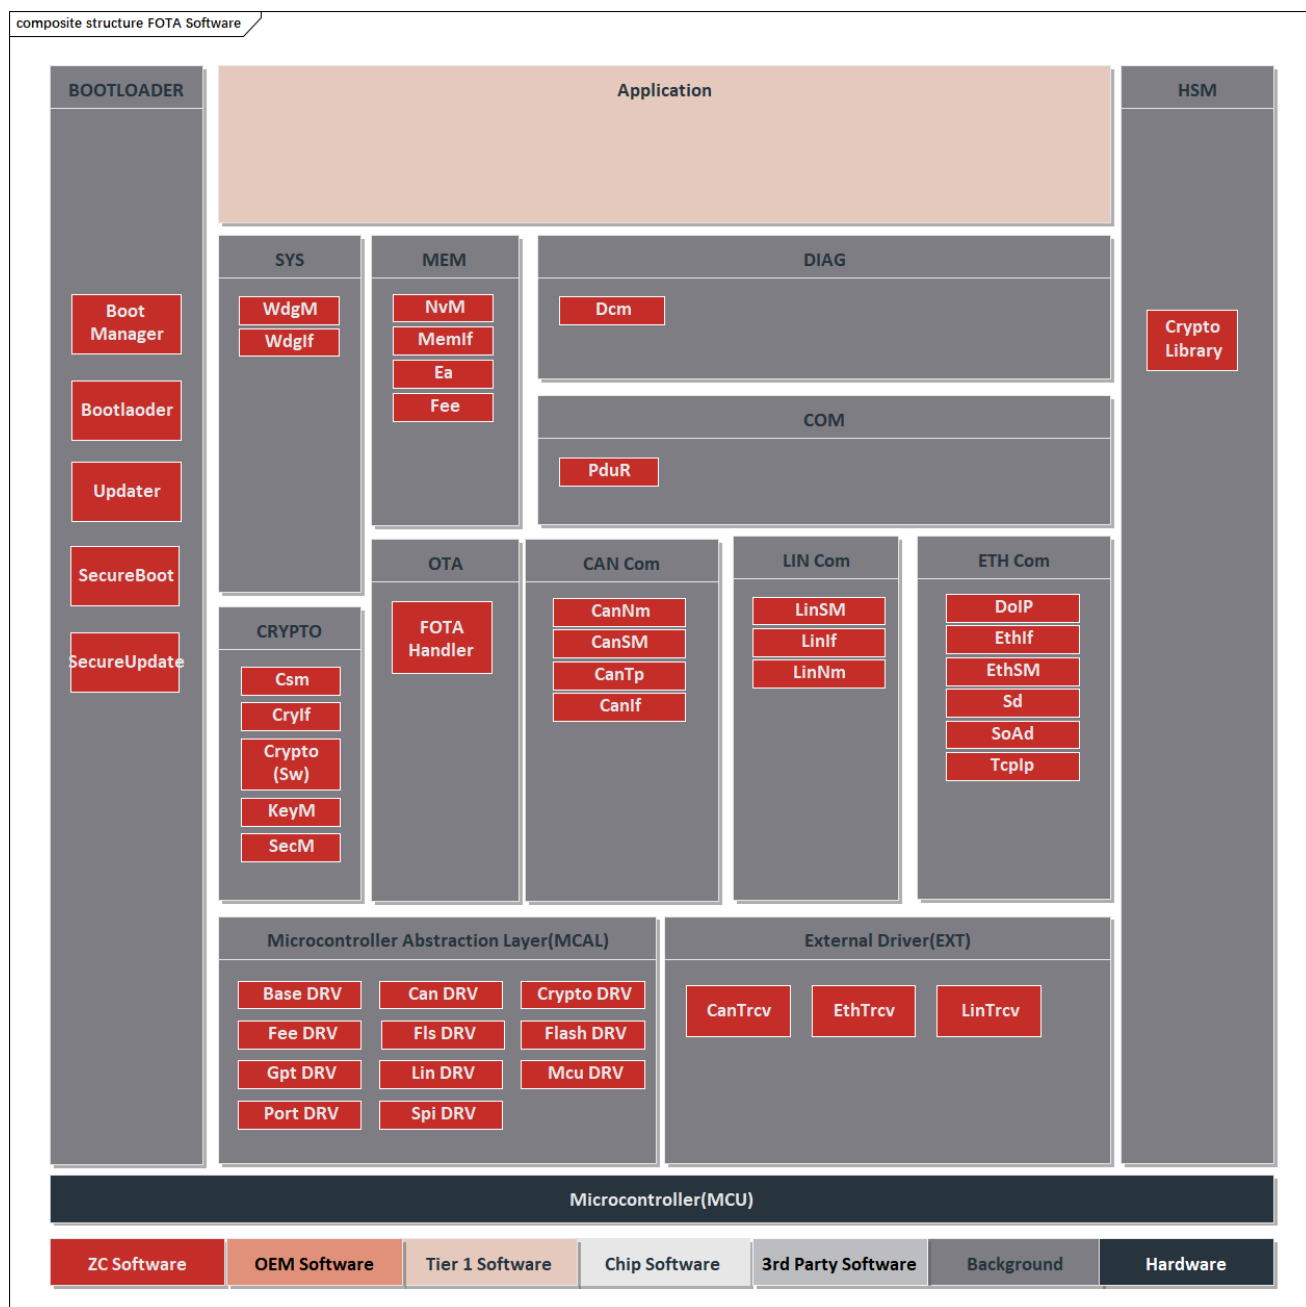 composite structure FOTA Software
BOOTLOADER
Boot
Manager
Bootlaoder
Updater
SecureBoot
SecureUpdate
Application
HSM
Crypto
Library
SYS
WdgM
WdgIf
MEM
NvM
MemIf
Ea
Fee
DIAG
Dcm
COM
PduR
CRYPTO
Csm
CryIf
Crypto
(Sw)
KeyM
SecM
OTA
FOTA
Handler
CAN Com
CanNm
CanSM
CanTp
CanIf
LIN Com
LinSM
LinIf
LinNm
ETH Com
DoIP
EthIf
EthSM
Sd
SoAd
TcpIp
Microcontroller Abstraction Layer(MCAL)
Base DRV
Can DRV
Crypto DRV
Fee DRV
Fls DRV
Flash DRV
Gpt DRV
Lin DRV
Mcu DRV
Port DRV
Spi DRV
External Driver(EXT)
CanTrcv
EthTrcv
LinTrcv
Microcontroller(MCU)
ZC Software
OEM Software
Tier 1 Software
Chip Software
3rd Party Software
Background
Hardware